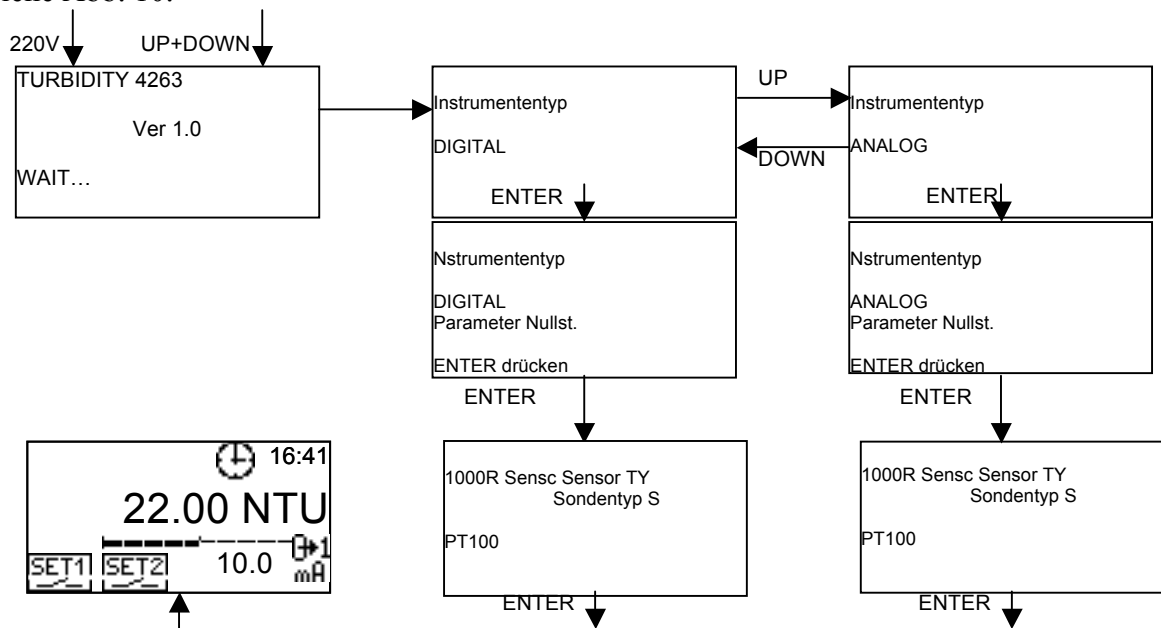 220V
UP+DOWN
TURBIDITY 4263
Ver 1.0
WAIT…
Instrumententyp
DIGITAL
ENTER
UP
DOWN
Instrumententyp
ANALOG
ENTER
Nstrumententyp
DIGITAL
Parameter Nullst.
ENTER drücken
ENTER
Nstrumententyp
ANALOG
Parameter Nullst.
ENTER drücken
ENTER
16:41
22.00 NTU
SET1 SET2 10.0 1
mA
1000R Sensc Sensor TY
Sondentyp S
PT100
ENTER
1000R Sensc Sensor TY
Sondentyp S
PT100
ENTER